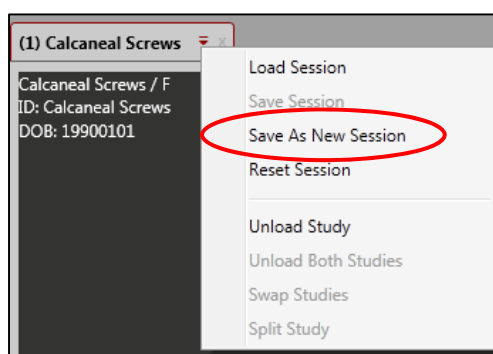 (1) Calcaneal Screws x
Calcaneal Screws / F
ID: Calcaneal Screws
DOB: 19900101
Load Session
Save Session
Save As New Session
Reset Session
Unload Study
Unload Both Studies
Swap Studies
Split Study